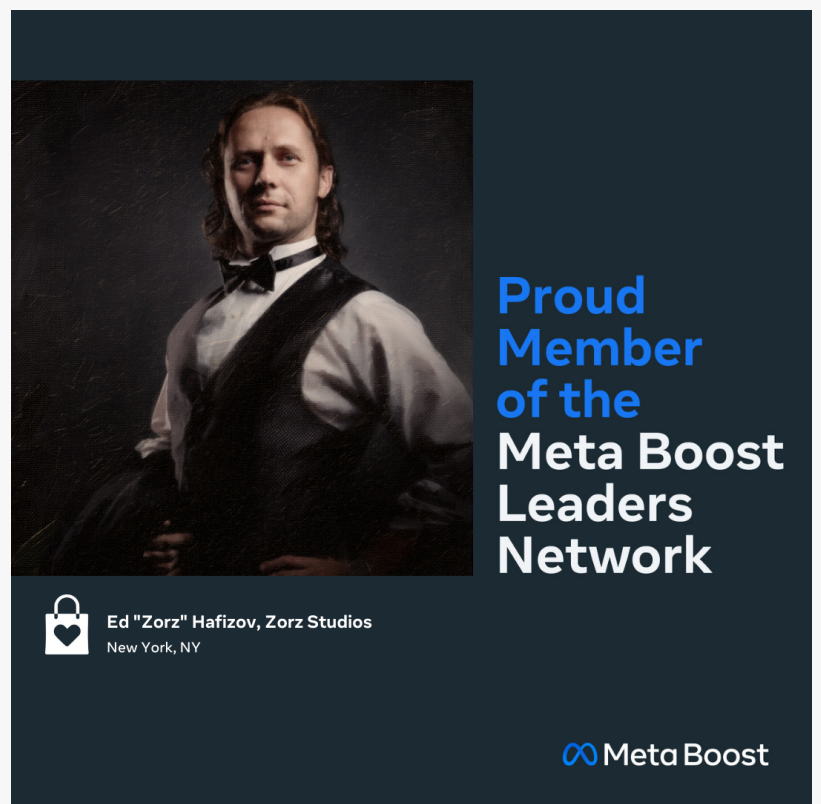 Proud
Member
of the
Meta Boost
Leaders
Network
Ed "Zorz" Hafizov, Zorz Studios
New York, NY
Meta Boost